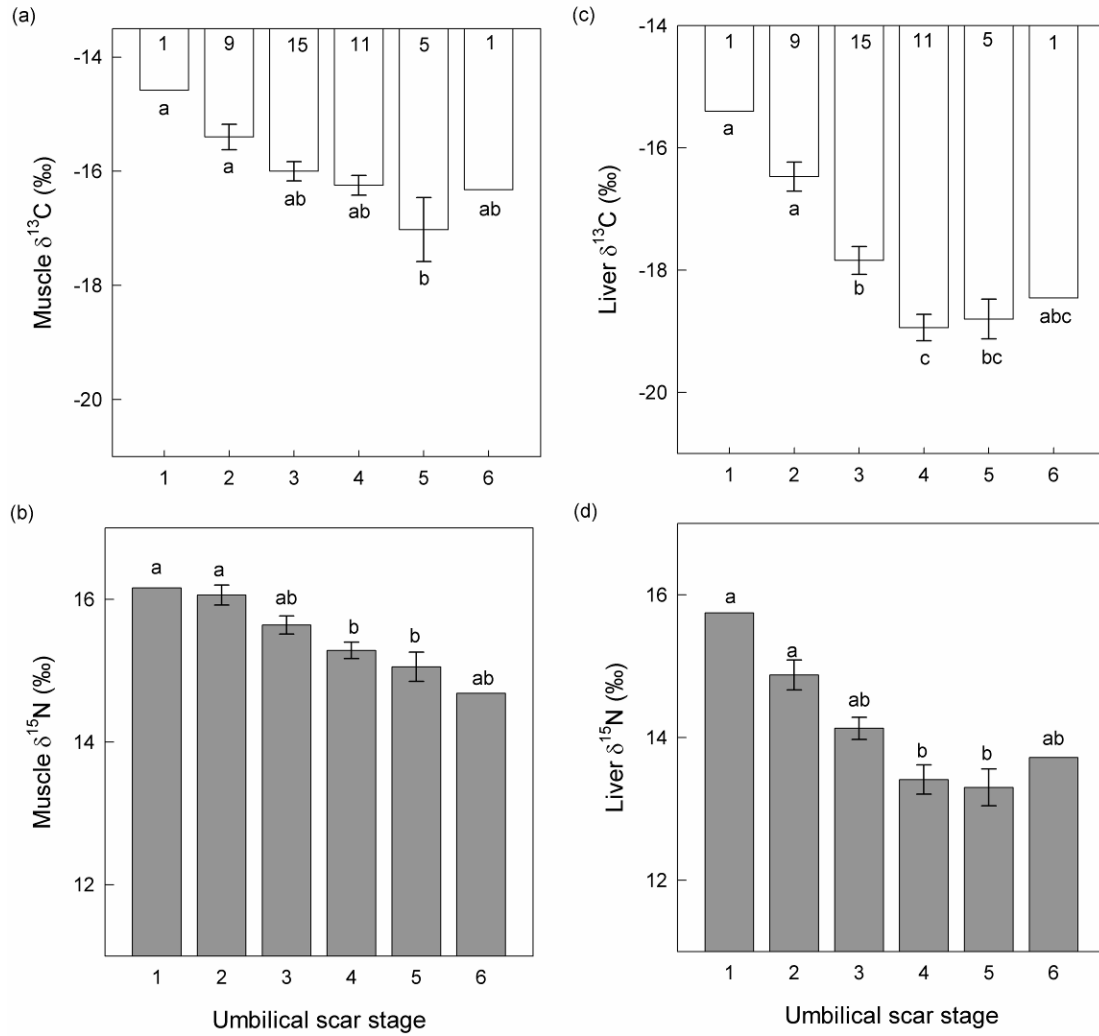 (a)
Muscle δ¹³C (‰)
-14
-16
-18
-20
1 9 15 11 5 1
a a ab ab b ab
1 2 3 4 5 6
(c)
Liver δ¹³C (‰)
-14
-16
-18
-20
1 9 15 11 5 1
a a b c bc abc
1 2 3 4 5 6
(b)
Muscle δ¹⁵N (‰)
16
14
12
a a ab b b ab
1 2 3 4 5 6
Umbilical scar stage
(d)
Liver δ¹⁵N (‰)
16
14
12
a a ab b b ab
1 2 3 4 5 6
Umbilical scar stage